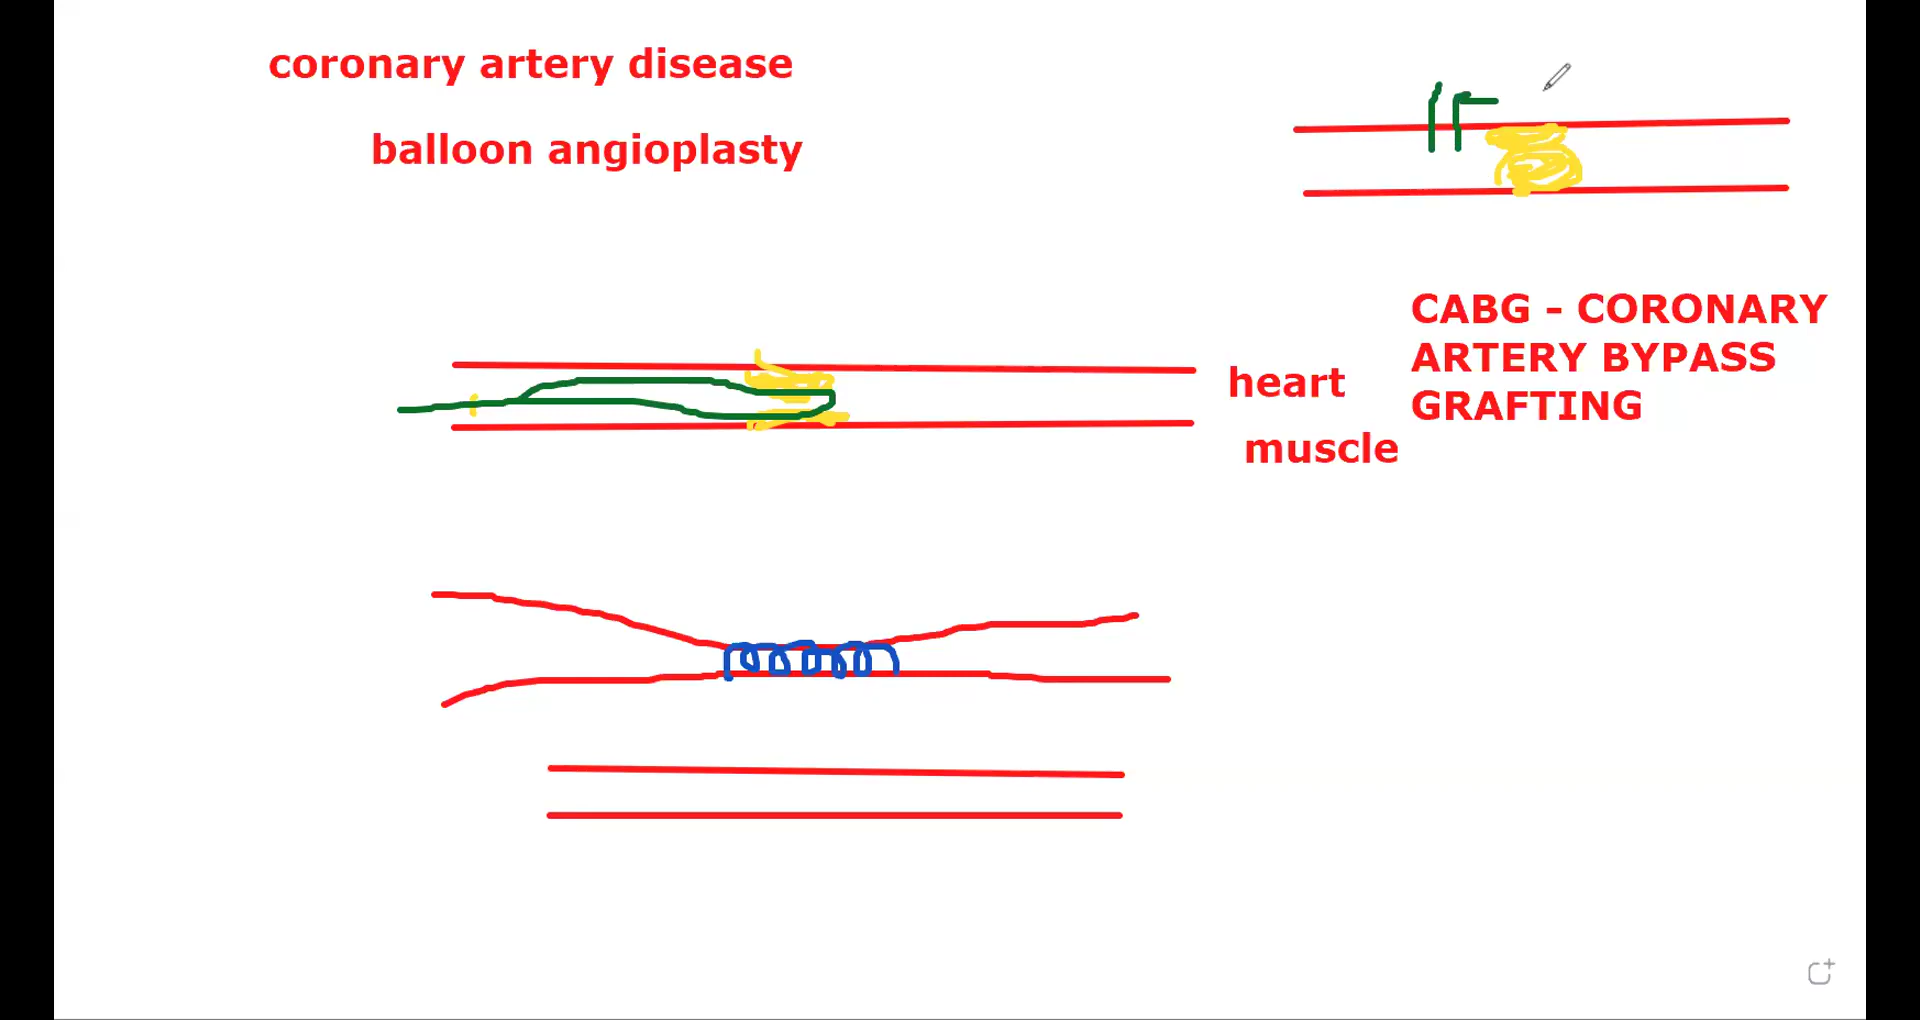 coronary artery disease
balloon angioplasty
heart
muscle
CABG - CORONARY
ARTERY BYPASS
GRAFTING